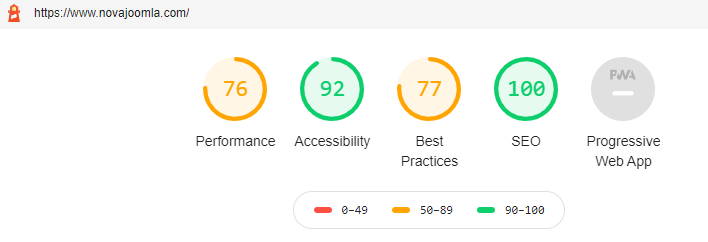 https://www.novajoomla.com/
76 92 77 100 PWA
Performance Accessibility Best SEO Progressive
Practices Web App
0–49 50–89 90–100